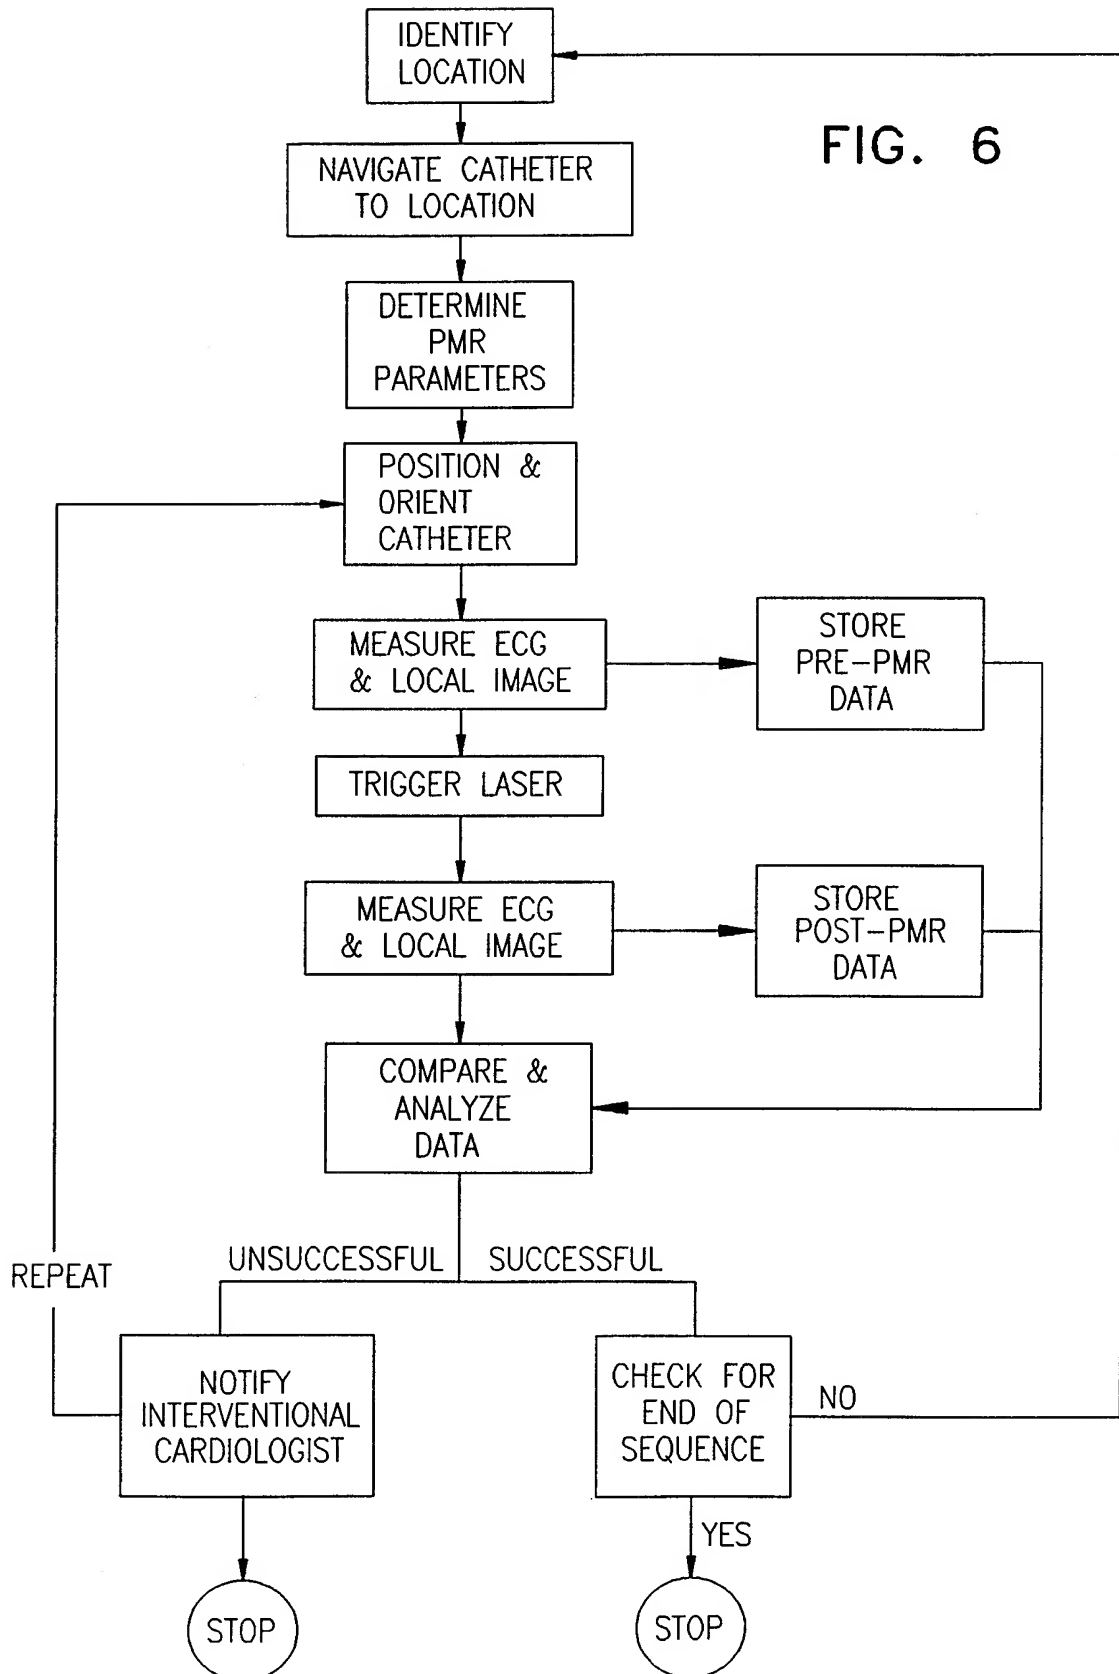 IDENTIFY
LOCATION
FIG. 6
NAVIGATE CATHETER
TO LOCATION
DETERMINE
PMR
PARAMETERS
POSITION &
ORIENT
CATHETER
MEASURE ECG
& LOCAL IMAGE
STORE
PRE-PMR
DATA
TRIGGER LASER
MEASURE ECG
& LOCAL IMAGE
STORE
POST-PMR
DATA
COMPARE &
ANALYZE
DATA
UNSUCCESSFUL
SUCCESSFUL
REPEAT
NOTIFY
INTERVENTIONAL
CARDIOLOGIST
CHECK FOR
END OF
SEQUENCE
NO
YES
STOP
STOP